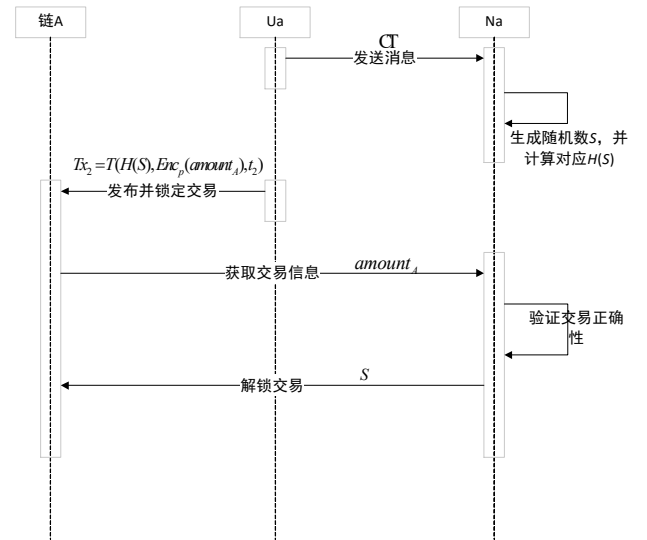 链A
Ua
Na
CT
发送消息
生成随机数S，并
计算对应H(S)
Tx₂=T(H(S),Encₚ(amount_A),t₂)
发布并锁定交易
获取交易信息
amount_A
验证交易正确
性
解锁交易
S